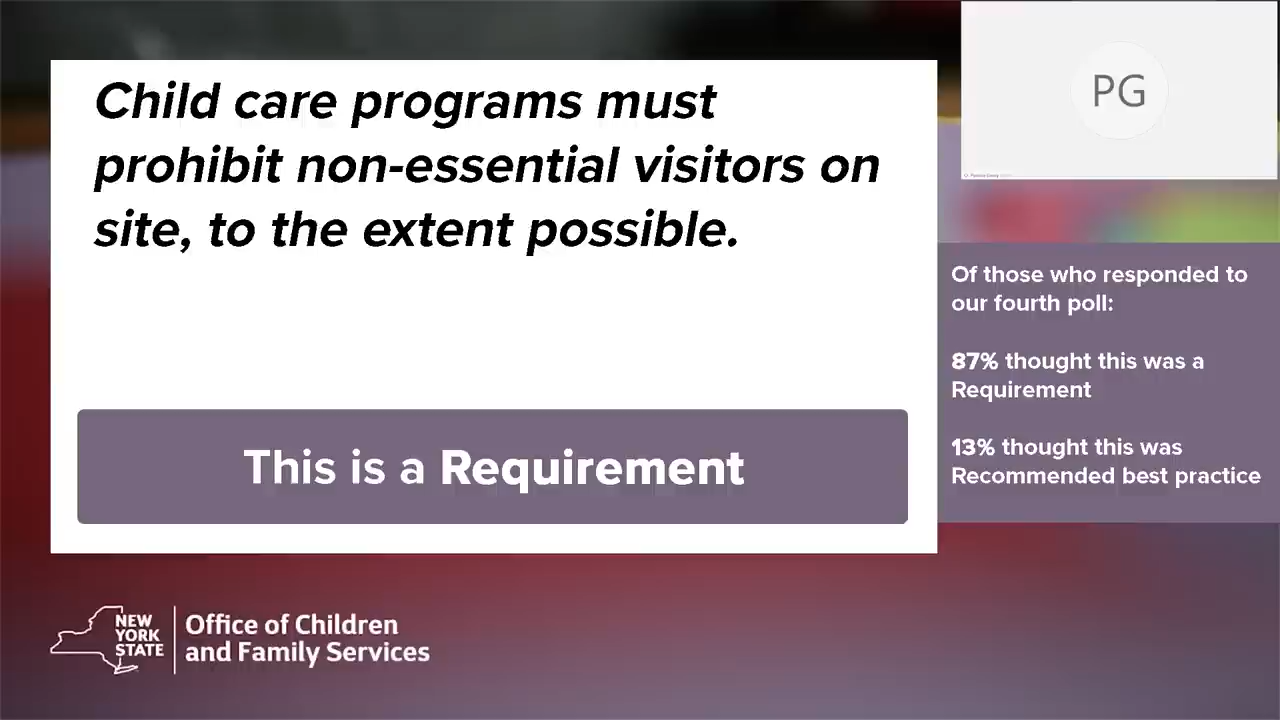 Child care programs must
prohibit non-essential visitors on
site, to the extent possible.
This is a Requirement
PG
Of those who responded to
our fourth poll:
87% thought this was a
Requirement
13% thought this was
Recommended best practice
NEW
YORK
STATE
Office of Children
and Family Services